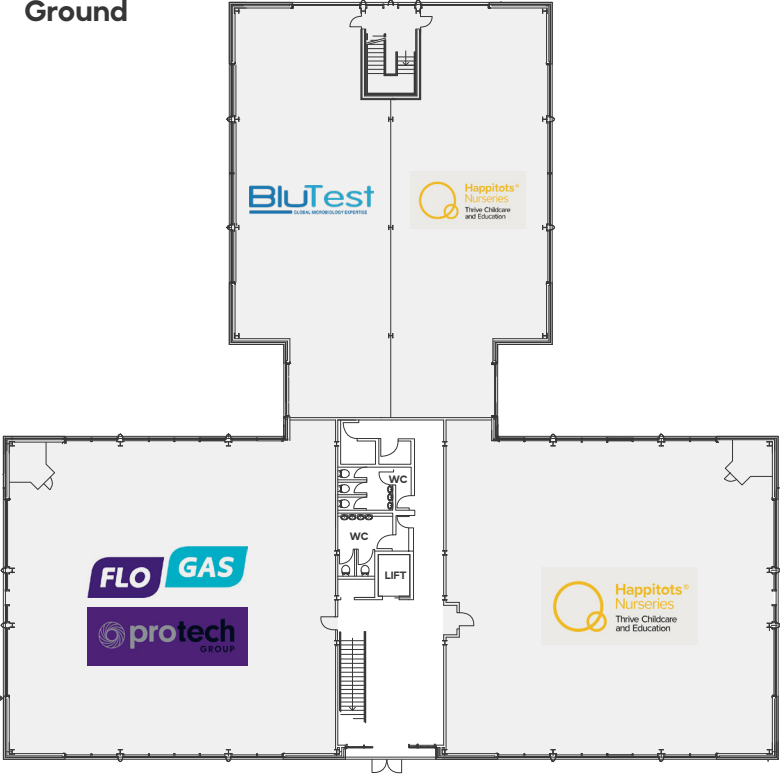 Ground
BluTest
GLOBAL MICROBIOLOGY EXPERTISE
Happitots®
Nurseries
Thrive Childcare
and Education
WC
WC
LIFT
FLO GAS
protech
GROUP
Happitots®
Nurseries
Thrive Childcare
and Education